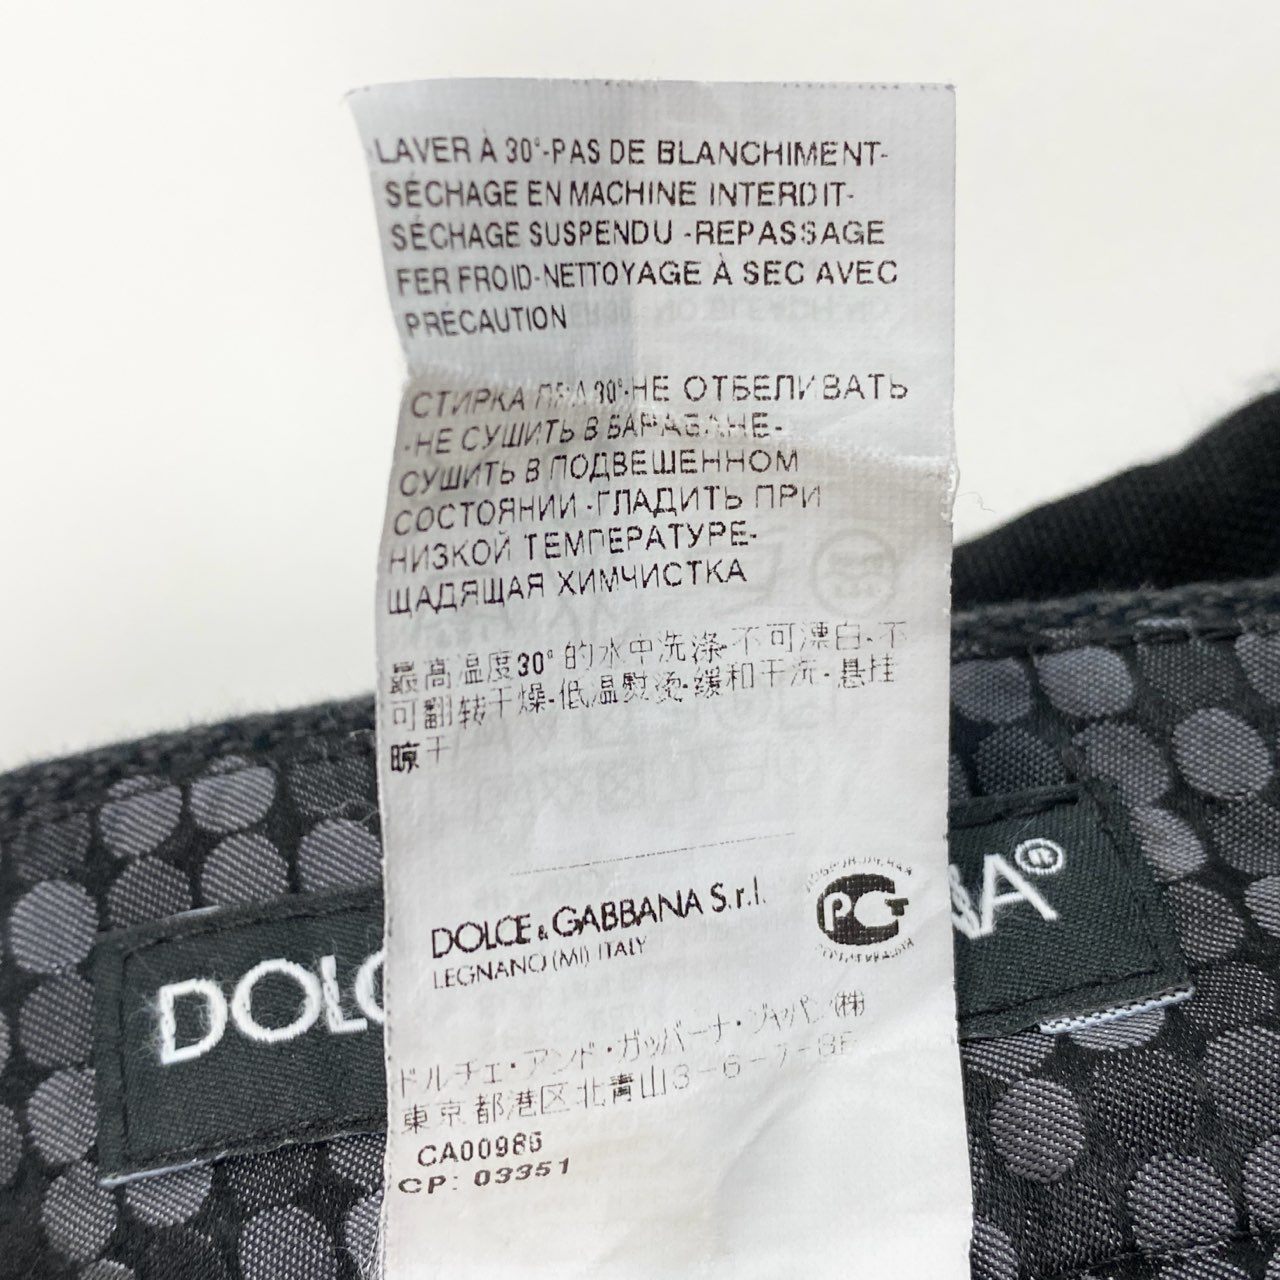 LAVER À 30°-PAS DE BLANCHIMENT-
SÉCHAGE EN MACHINE INTERDIT-
SÉCHAGE SUSPENDU -REPASSAGE
FER FROID-NETTOYAGE À SEC AVEC
PRÉCAUTION
СТИРКА ПРИ 30°-НЕ ОТБЕЛИВАТЬ
-НЕ СУШИТЬ В БАРАБАНЕ-
СУШИТЬ В ПОДВЕШЕННОМ
СОСТОЯНИИ -ГЛАДИТЬ ПРИ
НИЗКОЙ ТЕМПЕРАТУРЕ-
ЩАДЯЩАЯ ХИМЧИСТКА
最高温度30°的水中洗涤-不可漂白-不
可翻转干燥-低温熨烫-缓和干洗-悬挂
晾干
DOLCE & GABBANA S.r.l.
LEGNANO (MI) ITALY
РСТ
ドルチェ・アンド・ガッバーナ・ジャパン(株)
東京都港区北青山3-6-7-8F
CA00986
CP: 03351
DOLC
NA®